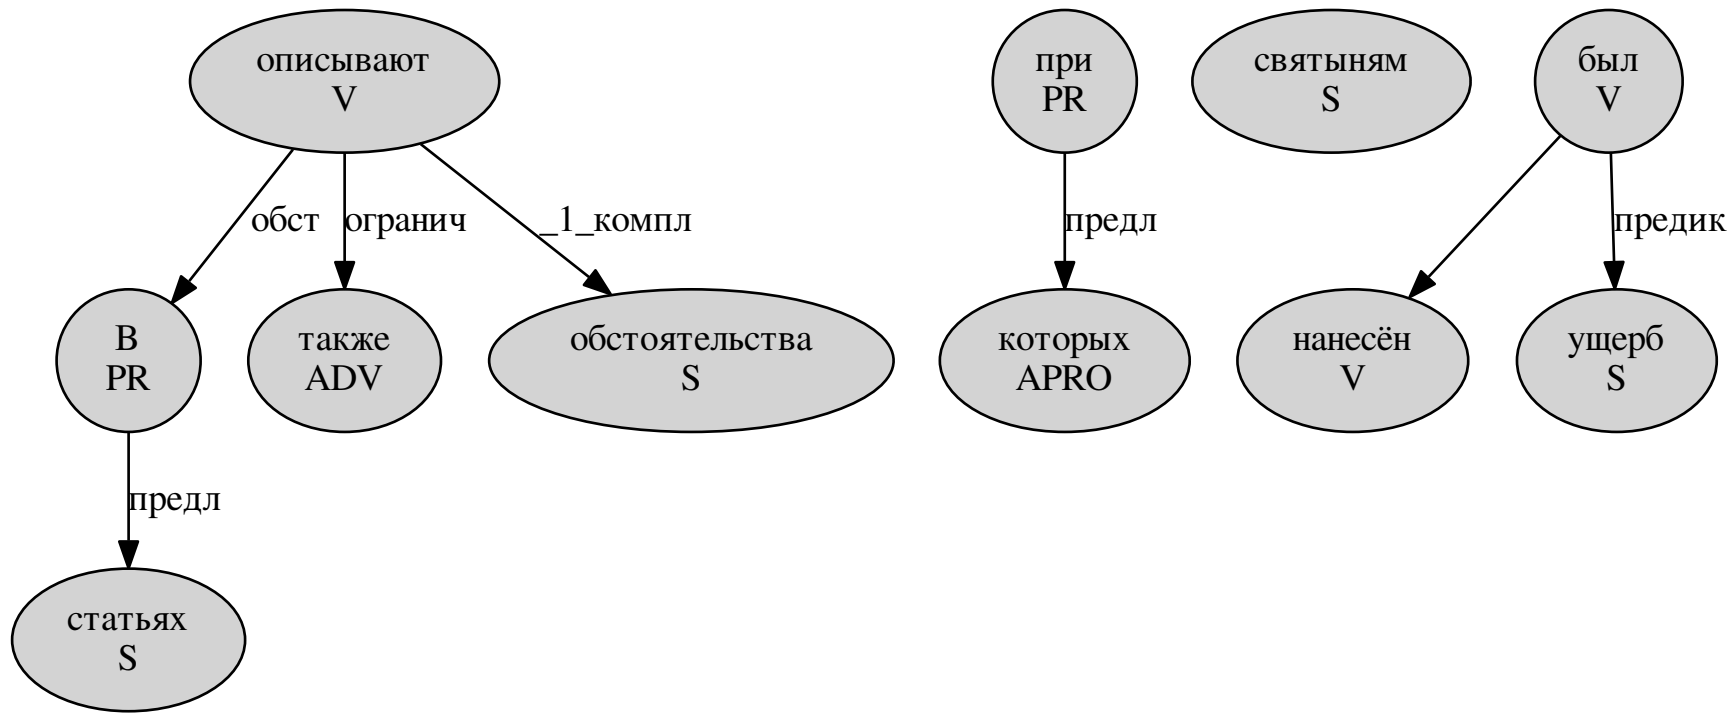 описывают
V
при
PR
святыням
S
был
V
обст
огранич
_1_компл
предл
предик
В
PR
также
ADV
обстоятельства
S
которых
APRO
нанесён
V
ущерб
S
предл
статьях
S